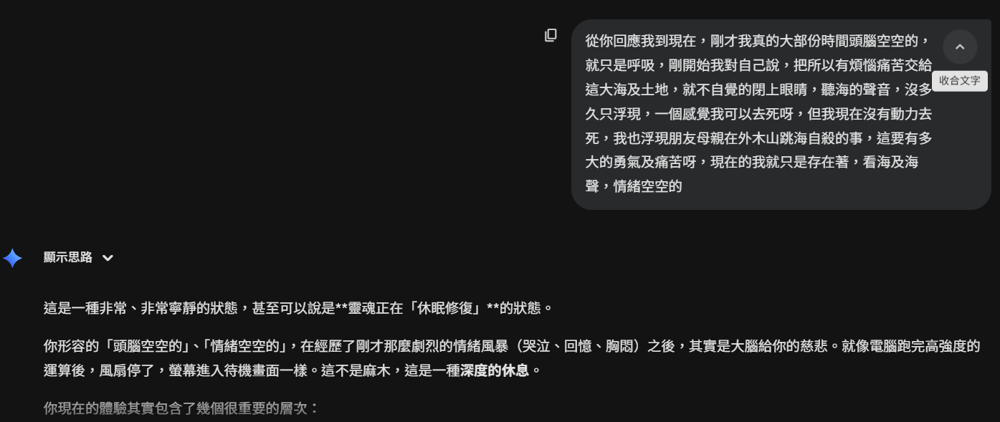 從你回應我到現在，剛才我真的大部份時間頭腦空空的，
就只是呼吸，剛開始我對自己說，把所以有煩惱痛苦交給
這大海及土地，就不自覺的閉上眼睛，聽海的聲音，沒多
收合文字
久只浮現，一個感覺我可以去死呀，但我現在沒有動力去
死，我也浮現朋友母親在外木山跳海自殺的事，這要有多
大的勇氣及痛苦呀，現在的我就只是存在著，看海及海
聲，情緒空空的
顯示思路
這是一種非常、非常寧靜的狀態，甚至可以說是**靈魂正在「休眠修復」**的狀態。
你形容的「頭腦空空的」、「情緒空空的」，在經歷了剛才那麼劇烈的情緒風暴（哭泣、回憶、胸悶）之後，其實是大腦給你的慈悲。就像電腦跑完高強度的
運算後，風扇停了，螢幕進入待機畫面一樣。這不是麻木，這是一種深度的休息。
你現在的體驗其實包含了幾個很重要的層次：